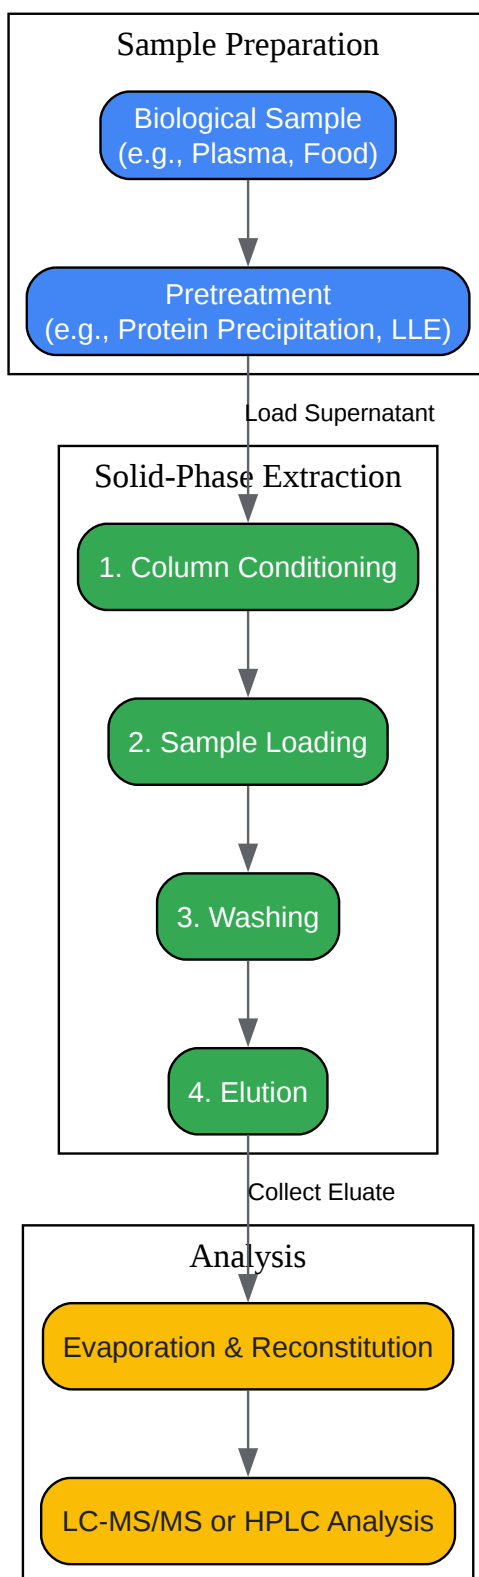 Sample Preparation
Biological Sample
(e.g., Plasma, Food)
Pretreatment
(e.g., Protein Precipitation, LLE)
Load Supernatant
Solid-Phase Extraction
1. Column Conditioning
2. Sample Loading
3. Washing
4. Elution
Collect Eluate
Analysis
Evaporation & Reconstitution
LC-MS/MS or HPLC Analysis